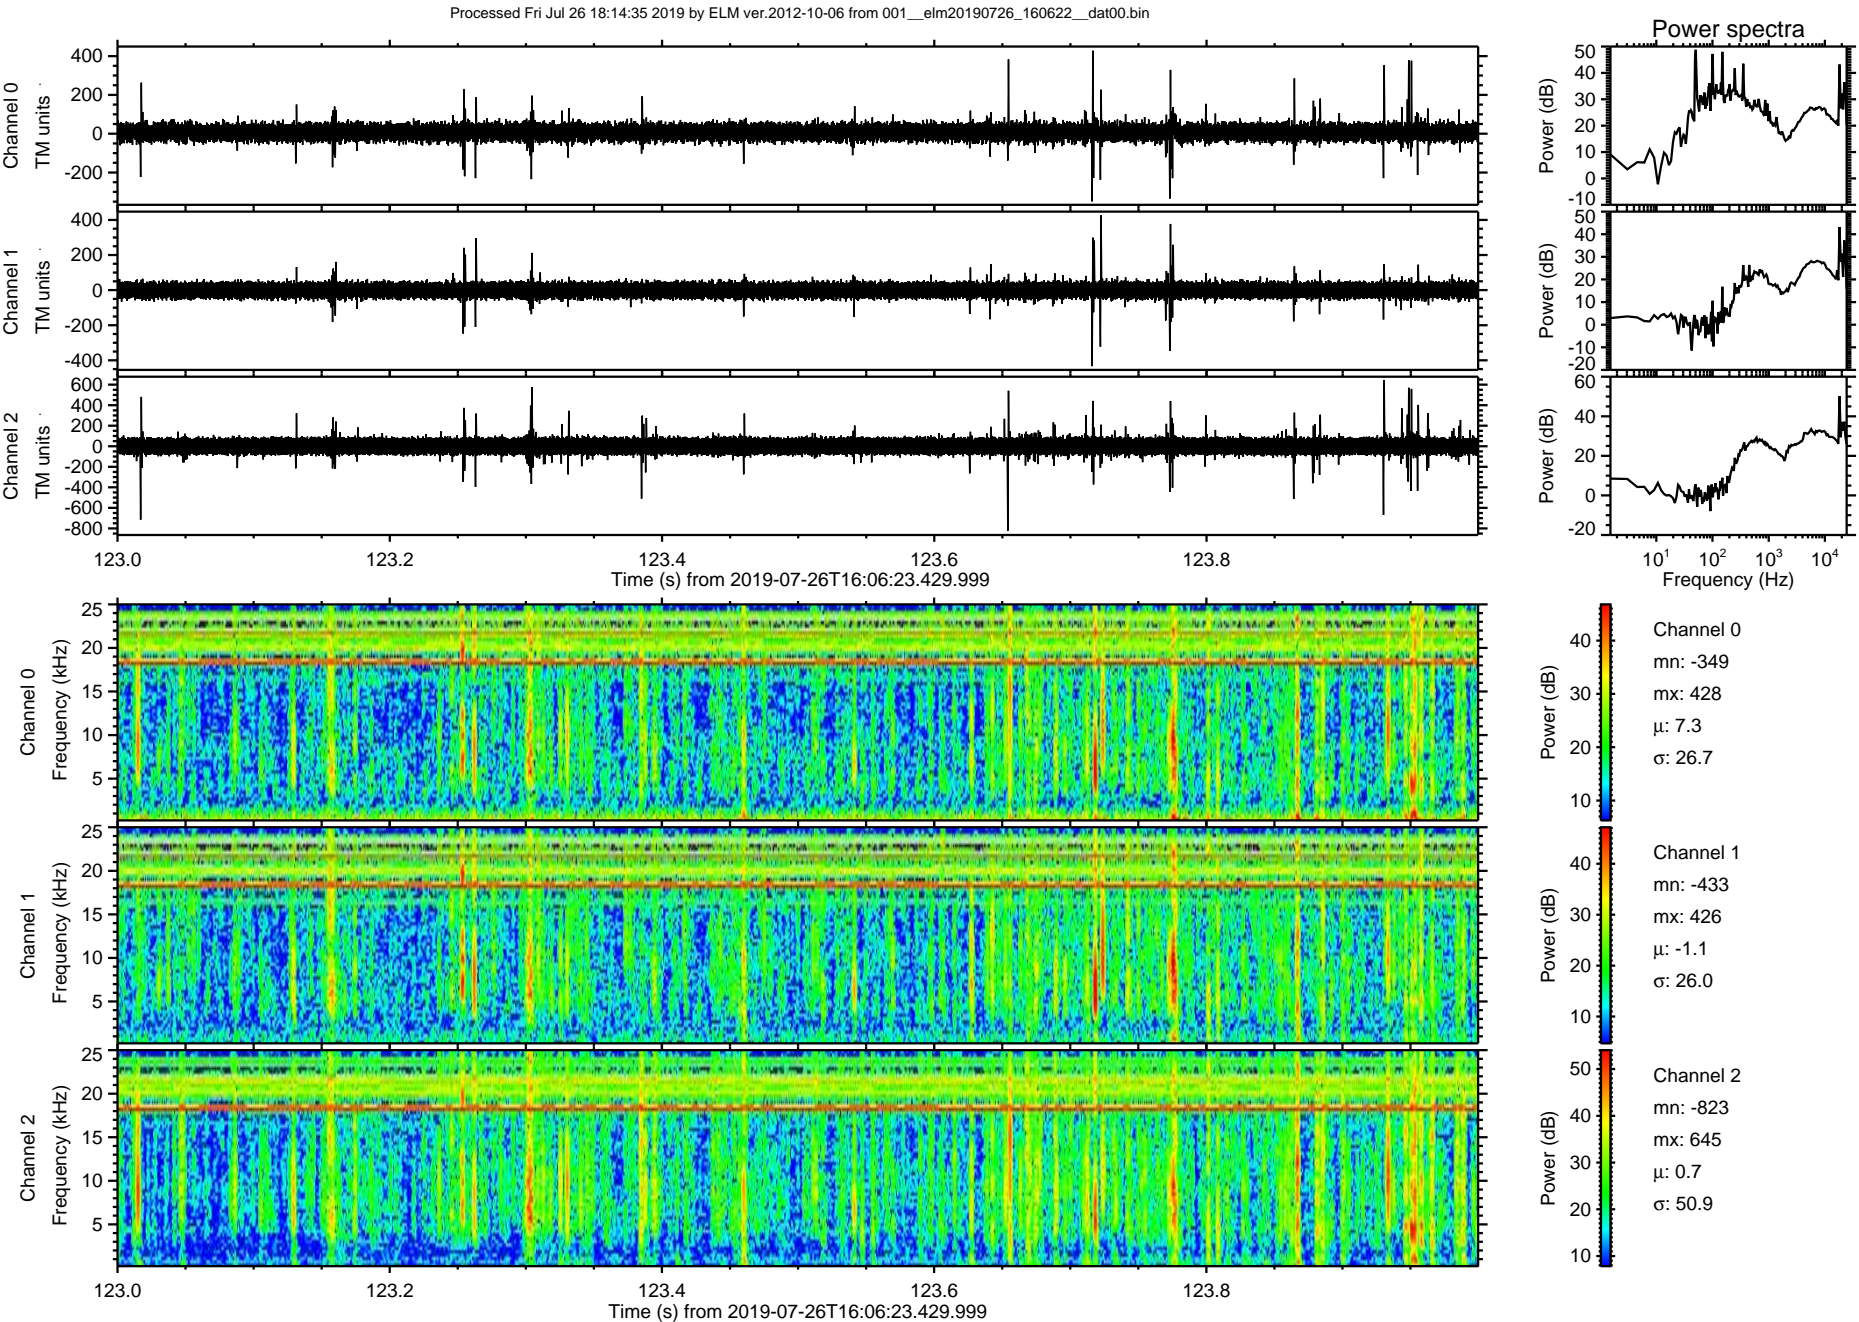 Processed Fri Jul 26 18:14:35 2019 by ELM ver.2012-10-06 from 001__elm20190726_160622__dat00.bin
Power spectra
Channel 0
TM units
400
200
0
-200
Power (dB)
50
40
30
20
10
0
-10
Channel 1
TM units
400
200
0
-200
-400
Power (dB)
50
40
30
20
10
0
-10
-20
Channel 2
TM units
600
400
200
0
-200
-400
-600
-800
Power (dB)
60
40
20
0
-20
123.0 123.2 123.4 123.6 123.8
Time (s) from 2019-07-26T16:06:23.429.999
10¹ 10² 10³ 10⁴
Frequency (Hz)
Channel 0
Frequency (kHz)
25
20
15
10
5
Power (dB)
40
30
20
10
Channel 0
mn: -349
mx: 428
μ: 7.3
σ: 26.7
Channel 1
Frequency (kHz)
25
20
15
10
5
Power (dB)
40
30
20
10
Channel 1
mn: -433
mx: 426
μ: -1.1
σ: 26.0
Channel 2
Frequency (kHz)
25
20
15
10
5
Power (dB)
50
40
30
20
10
Channel 2
mn: -823
mx: 645
μ: 0.7
σ: 50.9
123.0 123.2 123.4 123.6 123.8
Time (s) from 2019-07-26T16:06:23.429.999